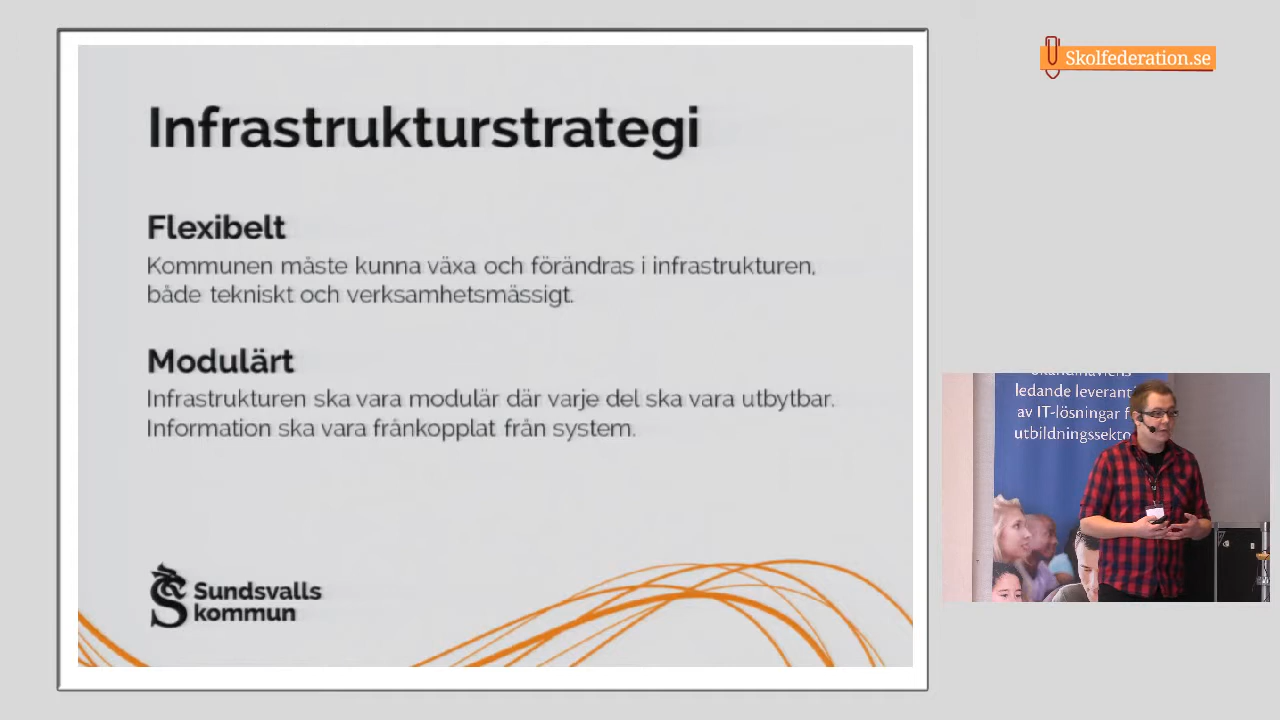 Infrastrukturstrategi
Flexibelt
Kommunen måste kunna växa och förändras i infrastrukturen,
både tekniskt och verksamhetsmässigt.
Modulärt
Infrastrukturen ska vara modulär där varje del ska vara utbytbar.
Information ska vara frånkopplat från system.
Sundsvalls
kommun
Skolfederation.se
ledande leveranti
av IT-lösningar f
utbildningssekto